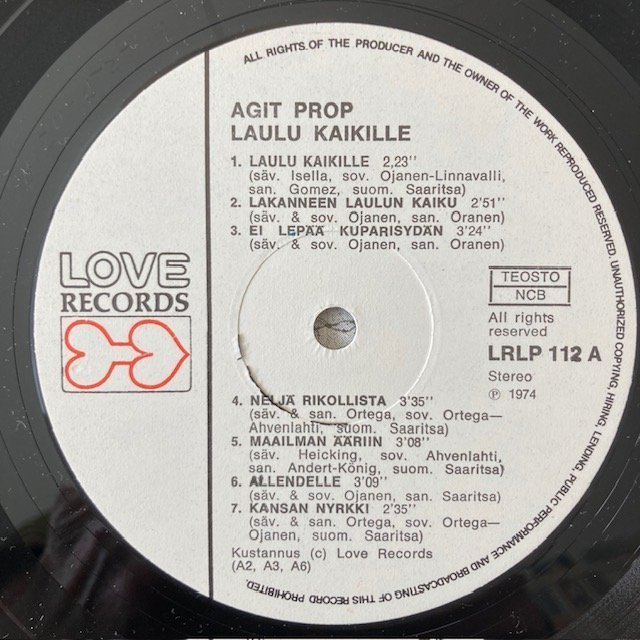 ALL RIGHTS OF THE PRODUCER AND THE OWNER OF THE WORK REPRODUCED RESERVED. UNAUTHORIZED COPYING, HIRING, LENDING, PUBLIC PERFORMANCE AND BROADCASTING OF THIS RECORD PROHIBITED.
AGIT PROP
LAULU KAIKILLE
1. LAULU KAIKILLE 2,23''
(säv. Isella, sov. Ojanen-Linnavalli,
san. Gomez, suom. Saaritsa)
2. LAKANNEEN LAULUN KAIKU 2'51''
(säv. & sov. Öjanen, san. Öranen)
3. EI LEPÄÄ KUPARISYDÄN 3'24''
(säv. & sov. Ojanen, san. Oranen)
LOVE
RECORDS
TEOSTO
NCB
All rights
reserved
LRLP 112 A
Stereo
℗ 1974
4. NELJÄ RIKOLLISTA 3'35''
(säv. & san. Ortega, sov. Ortega—
Ahvenlahti, suom. Saaritsa)
5. MAAILMAN ÄÄRIIN 3'08''
(säv. Heicking, sov. Ahvenlahti,
san. Andert-König, suom. Saaritsa)
6. ALLENDELLE 3'09''
(säv. & sov. Ojanen, san. Saaritsa)
7. KANSAN NYRKKI 2'35''
(säv. & san. Ortega, sov. Ortega—
Ojanen, suom. Saaritsa)
Kustannus (c) Love Records
(A2, A3, A6)